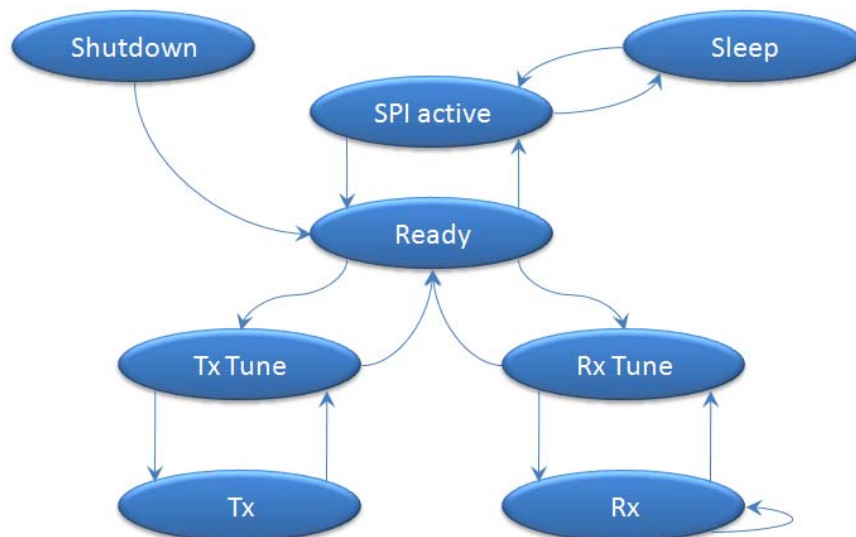 Shutdown
Sleep
SPI active
Ready
Tx Tune
Rx Tune
Tx
Rx